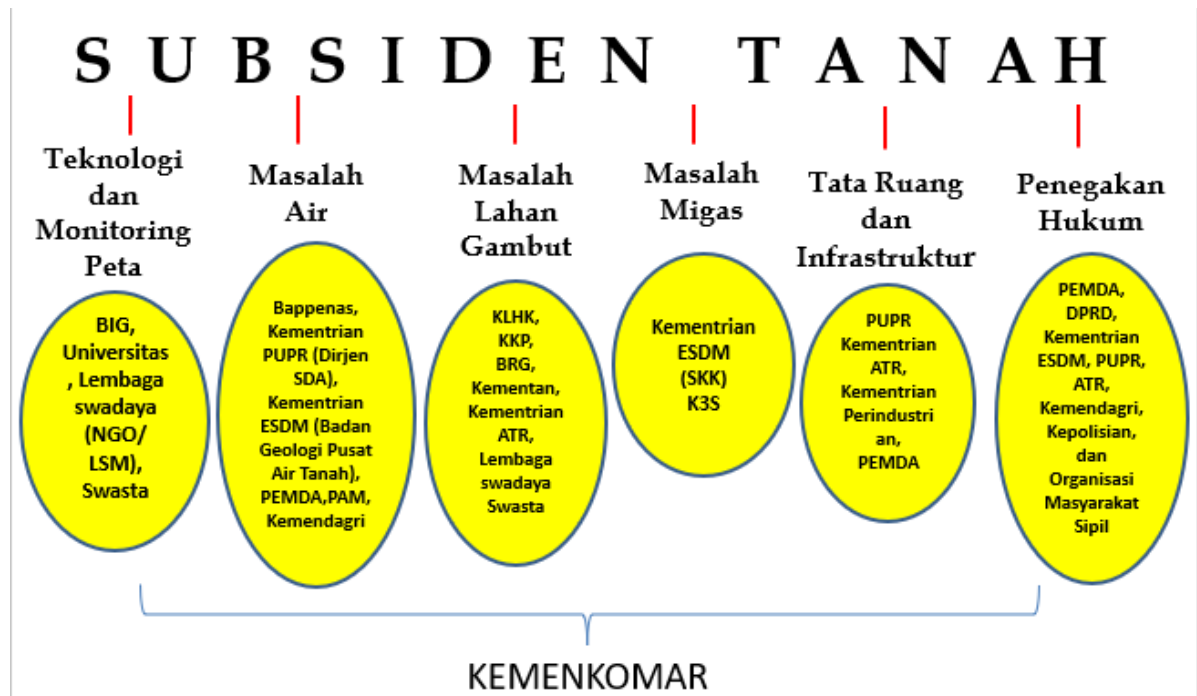 SUBSIDEN TANAH
Teknologi
dan
Monitoring
Peta
BIG,
Universitas
, Lembaga
swadaya
(NGO/
LSM),
Swasta
Masalah
Air
Bappenas,
Kementrian
PUPR (Dirjen
SDA),
Kementrian
ESDM (Badan
Geologi Pusat
Air Tanah),
PEMDA,PAM,
Kemendagri
Masalah
Lahan
Gambut
KLHK,
KKP,
BRG,
Kementan,
Kementrian
ATR,
Lembaga
swadaya
Swasta
Masalah
Migas
Kementrian
ESDM
(SKK)
K3S
Tata Ruang
dan
Infrastruktur
PUPR
Kementrian
ATR,
Kementrian
Perindustri
an,
PEMDA
Penegakan
Hukum
PEMDA,
DPRD,
Kementrian
ESDM, PUPR,
ATR,
Kemendagri,
Kepolisian,
dan
Organisasi
Masyarakat
Sipil
KEMENKOMAR